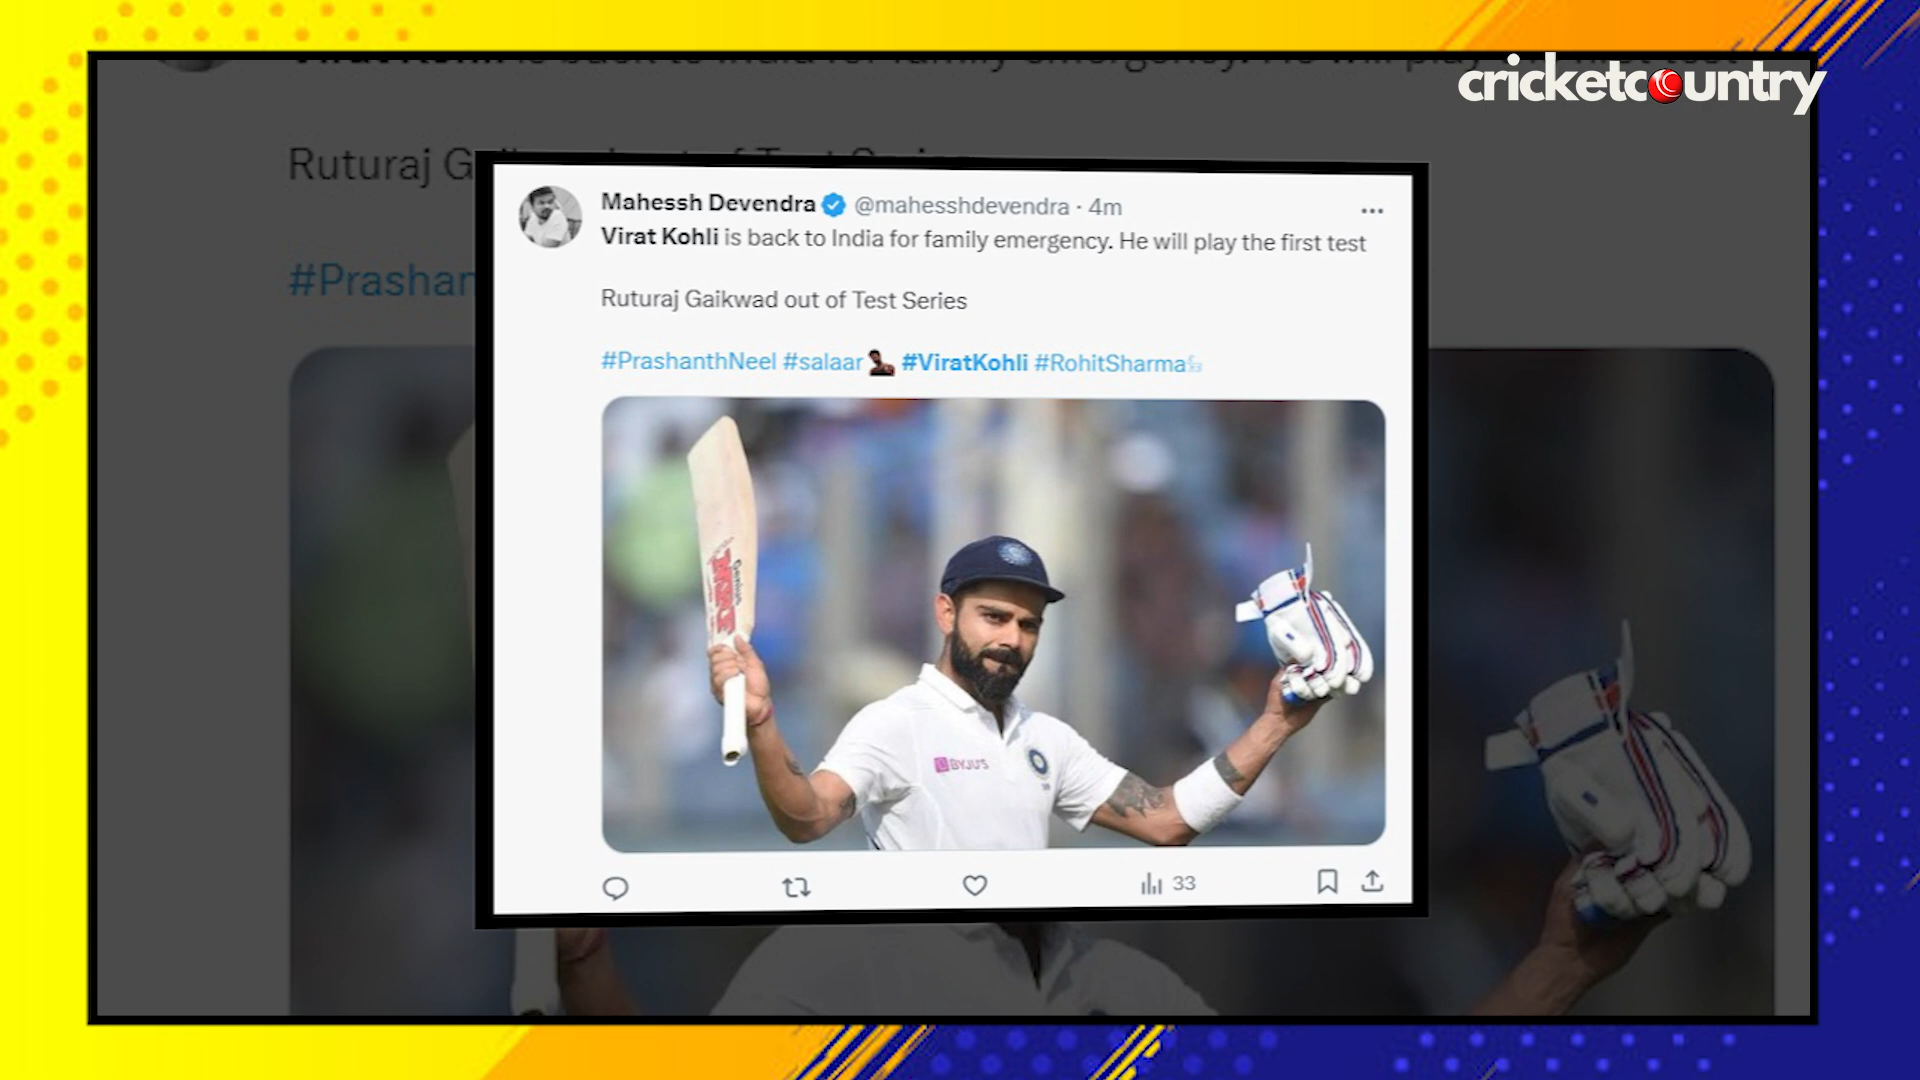 cricketcountry
Mahessh Devendra @mahesshdevendra · 4m
Virat Kohli is back to India for family emergency. He will play the first test
Ruturaj Gaikwad out of Test Series
#PrashanthNeel #salaar #ViratKohli #RohitSharma
BYJU'S
33
Ruturaj G
#Prashan